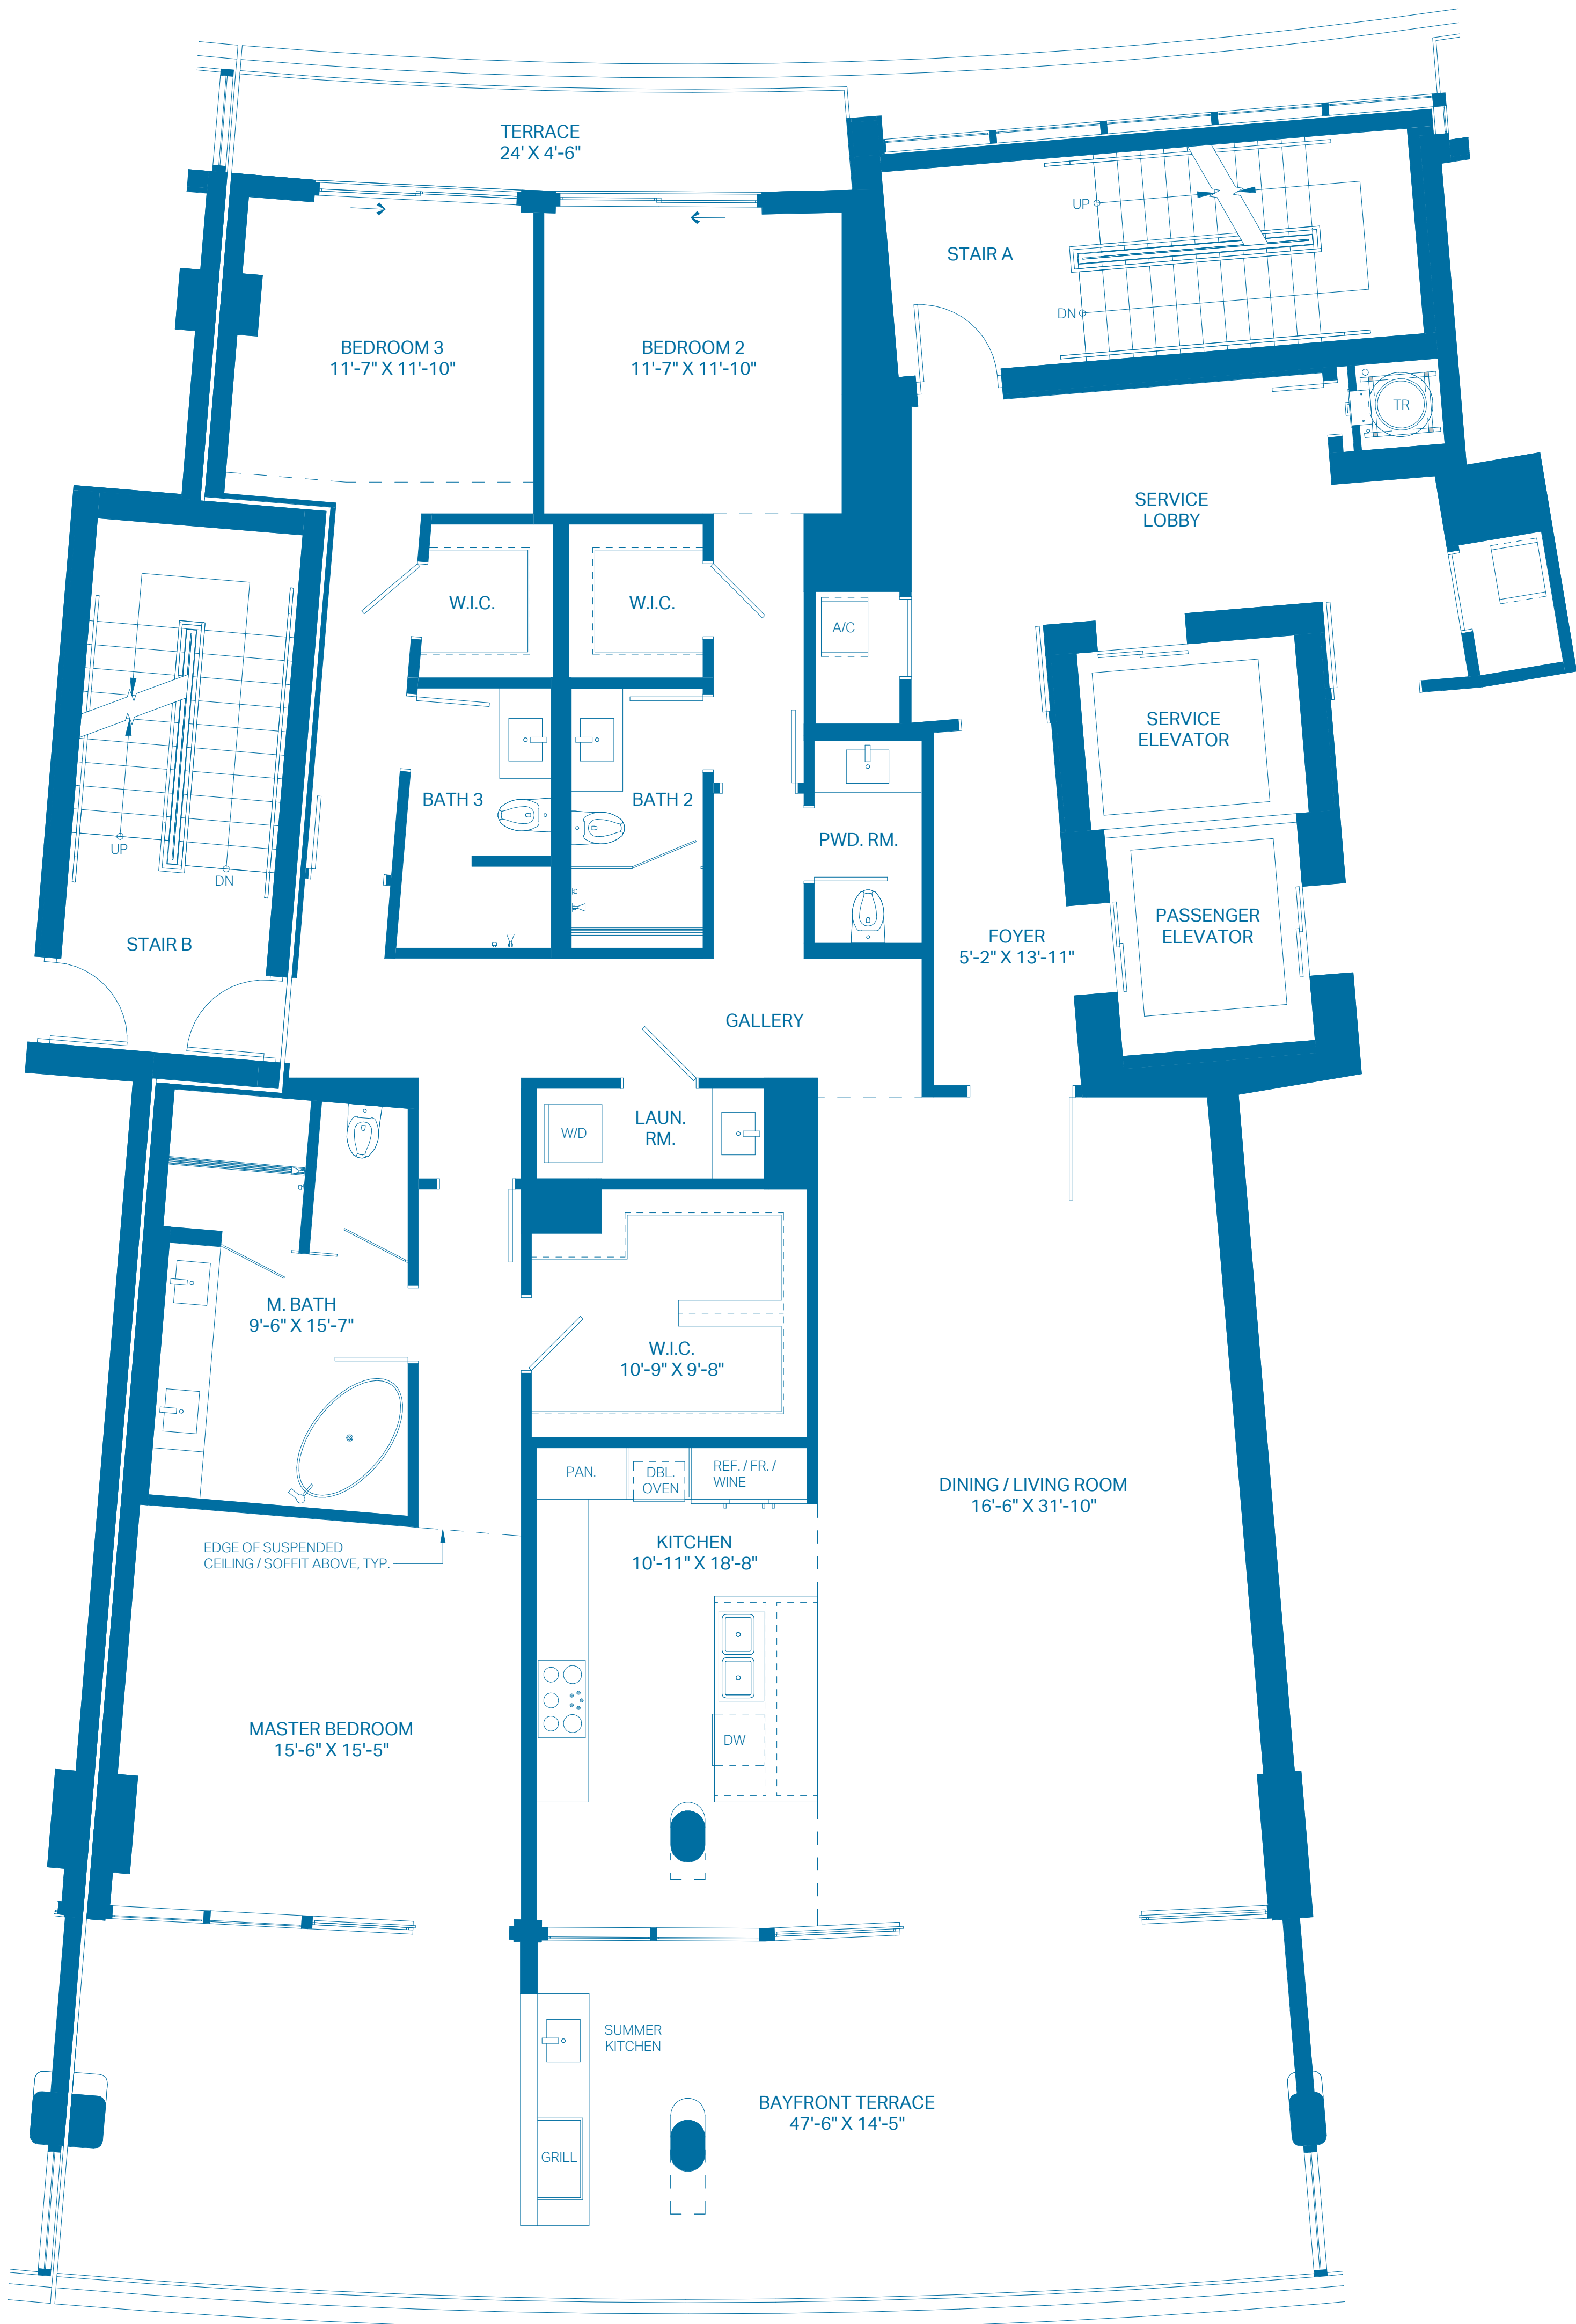 TERRACE
24' X 4'-6"
UP
STAIR A
DN
BEDROOM 3
11'-7" X 11'-10"
BEDROOM 2
11'-7" X 11'-10"
TR
SERVICE
LOBBY
W.I.C.
W.I.C.
A/C
SERVICE
ELEVATOR
BATH 3
BATH 2
PWD. RM.
UP
DN
STAIR B
FOYER
5'-2" X 13'-11"
PASSENGER
ELEVATOR
GALLERY
W/D
LAUN.
RM.
M. BATH
9'-6" X 15'-7"
W.I.C.
10'-9" X 9'-8"
PAN.
DBL.
OVEN
REF. / FR. /
WINE
DINING / LIVING ROOM
16'-6" X 31'-10"
EDGE OF SUSPENDED
CEILING / SOFFIT ABOVE, TYP.
KITCHEN
10'-11" X 18'-8"
MASTER BEDROOM
15'-6" X 15'-5"
DW
SUMMER
KITCHEN
BAYFRONT TERRACE
47'-6" X 14'-5"
GRILL